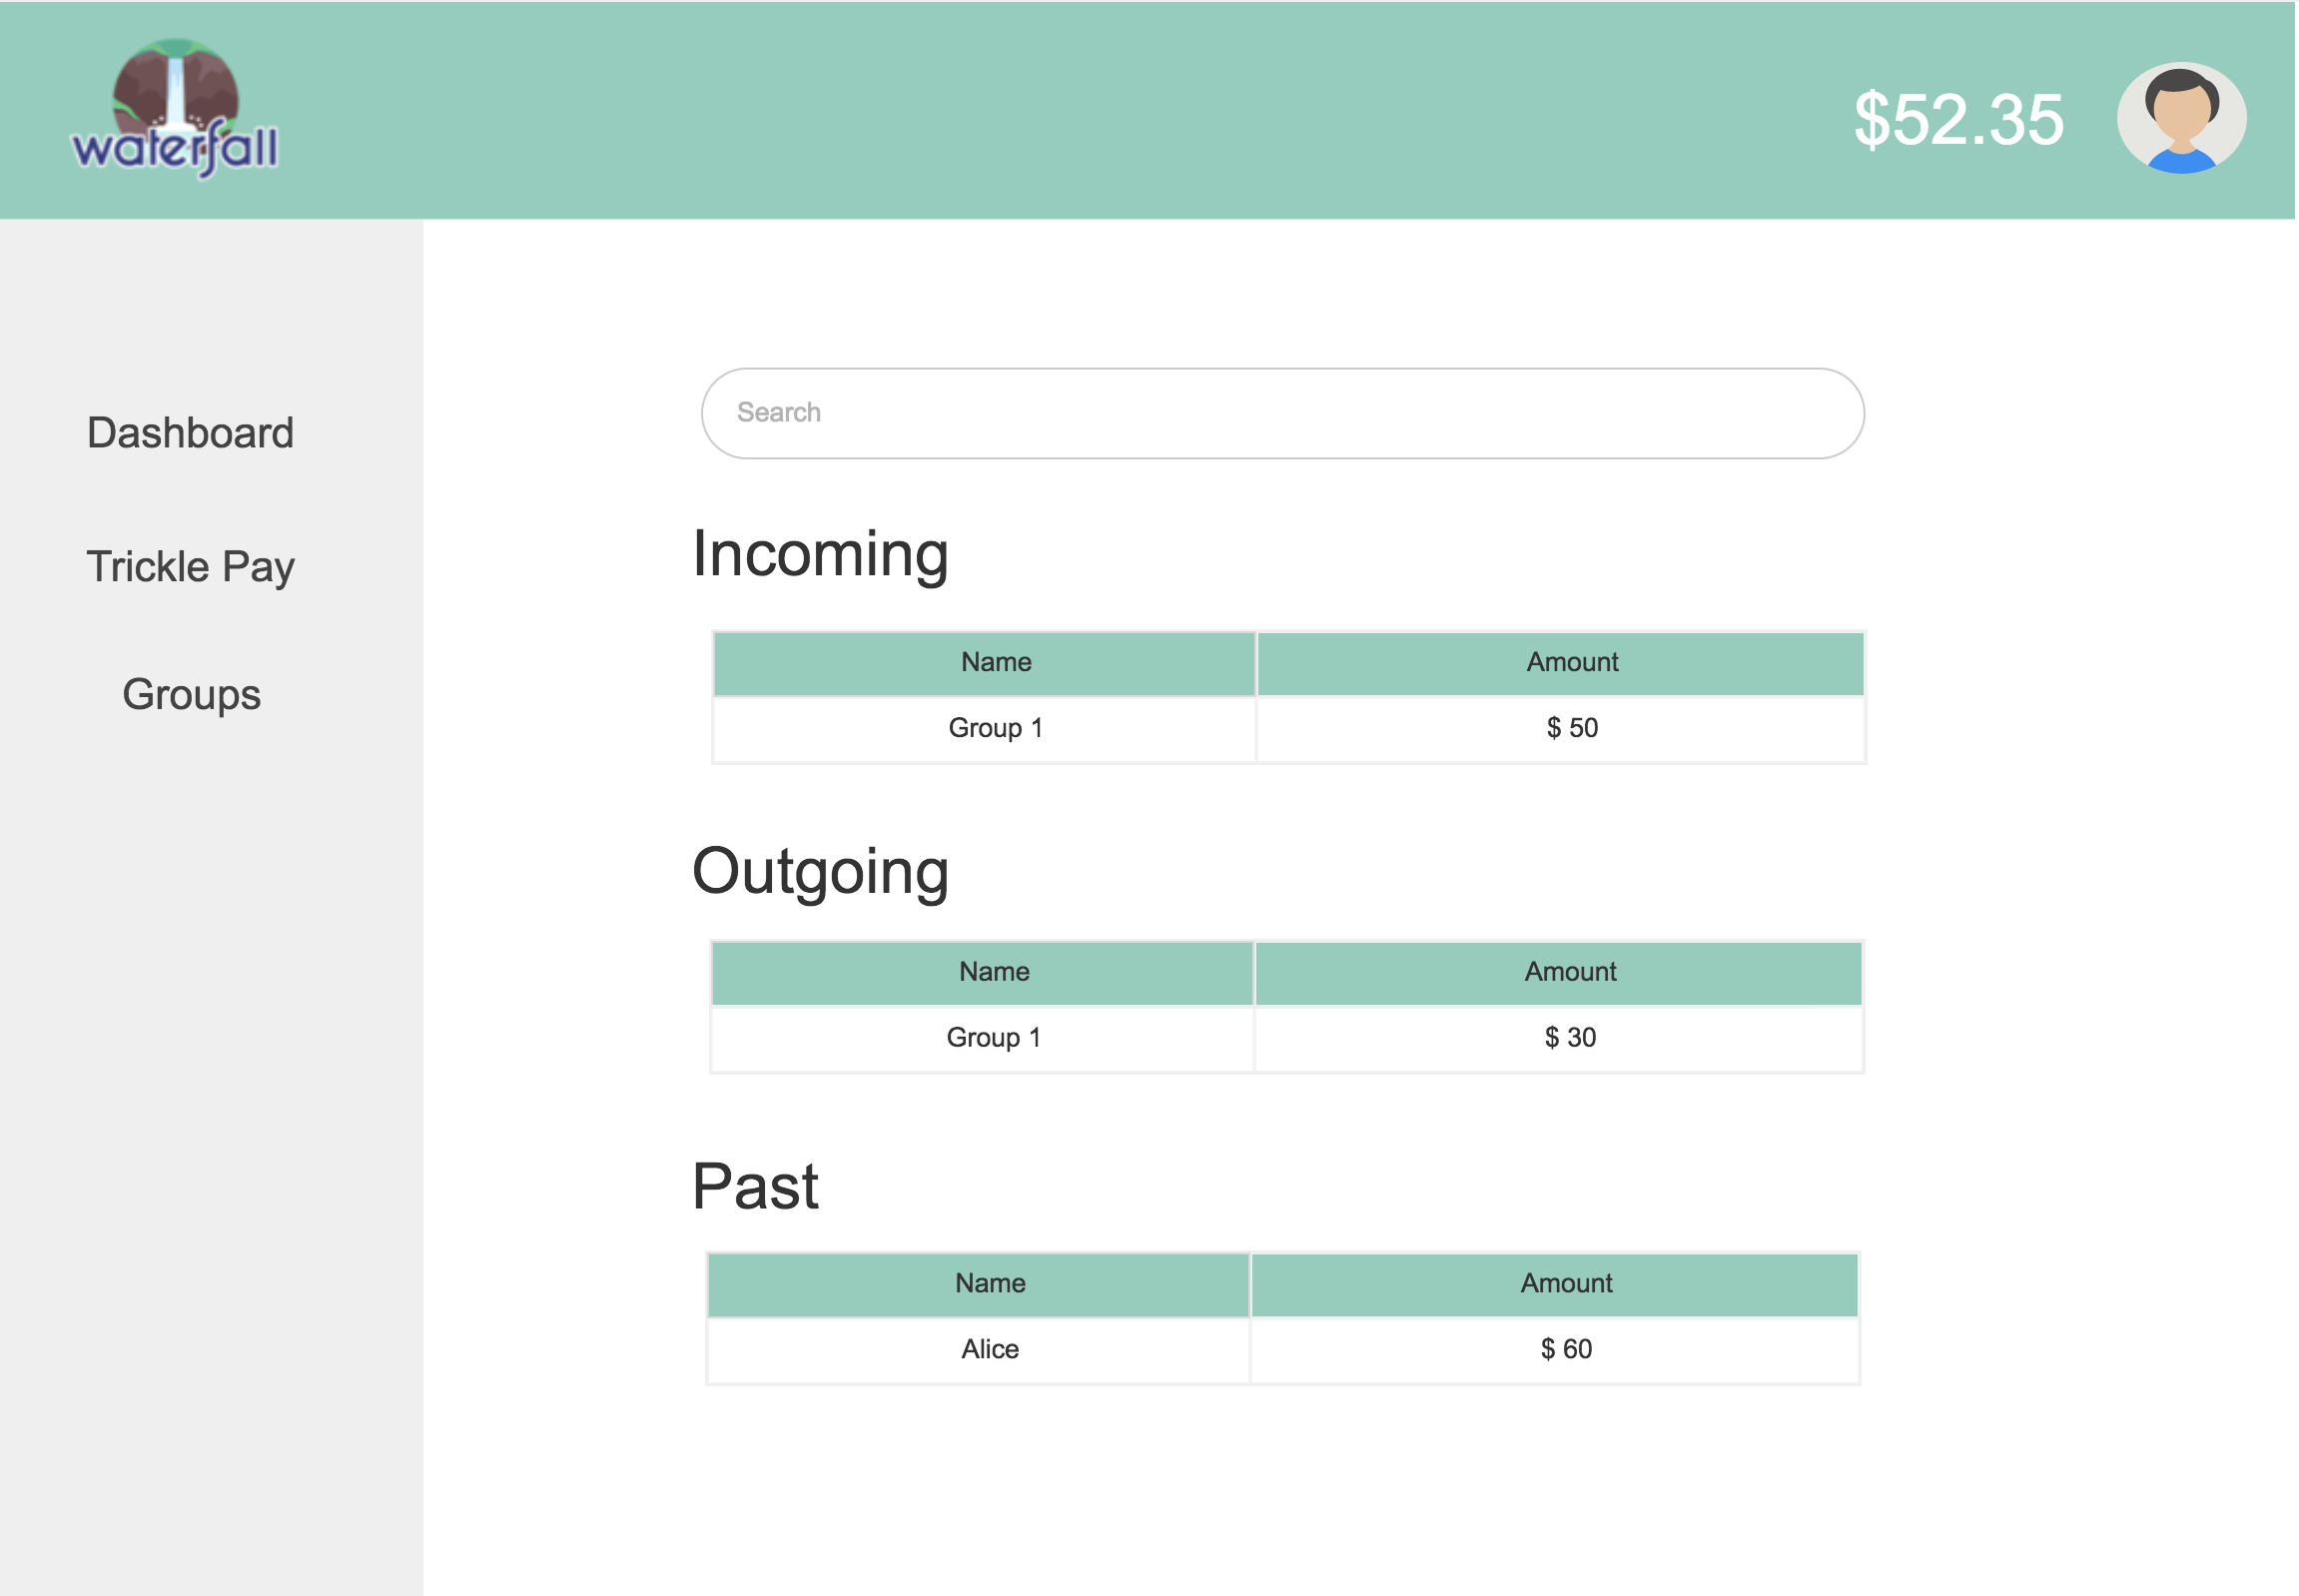 waterfall
$52.35
Dashboard
Trickle Pay
Groups
Search
Incoming
Name Amount
Group 1 $ 50
Outgoing
Name Amount
Group 1 $ 30
Past
Name Amount
Alice $ 60